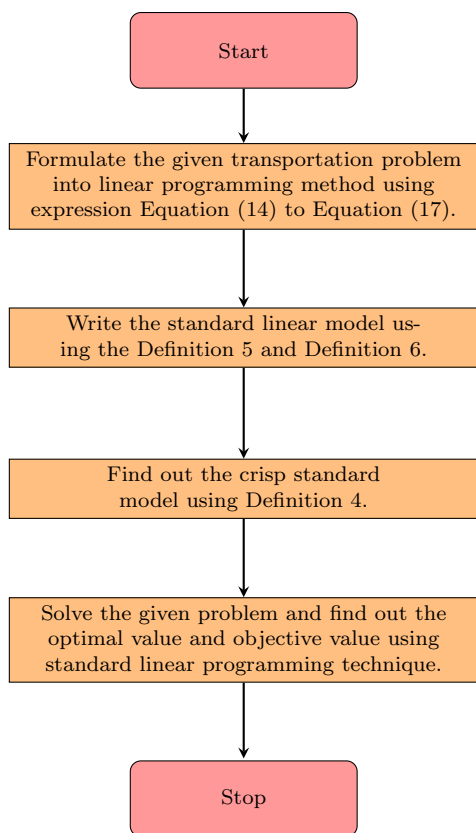 Start
Formulate the given transportation problem
into linear programming method using
expression Equation (14) to Equation (17).
Write the standard linear model us-
ing the Definition 5 and Definition 6.
Find out the crisp standard
model using Definition 4.
Solve the given problem and find out the
optimal value and objective value using
standard linear programming technique.
Stop